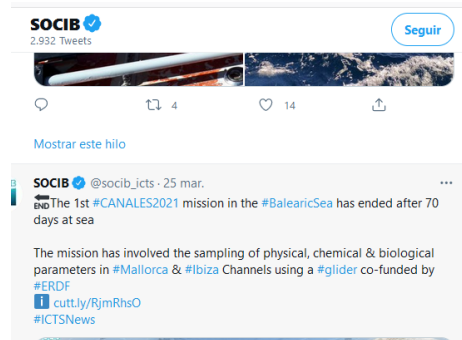 SOCIB
2.932 Tweets
Seguir
4
14
Mostrar este hilo
SOCIB @socib_icts · 25 mar.
🔚The 1st #CANALES2021 mission in the #BalearicSea has ended after 70
days at sea
The mission has involved the sampling of physical, chemical & biological
parameters in #Mallorca & #Ibiza Channels using a #glider co-funded by
#ERDF
ℹ️ cutt.ly/RjmRhsO
#ICTSNews